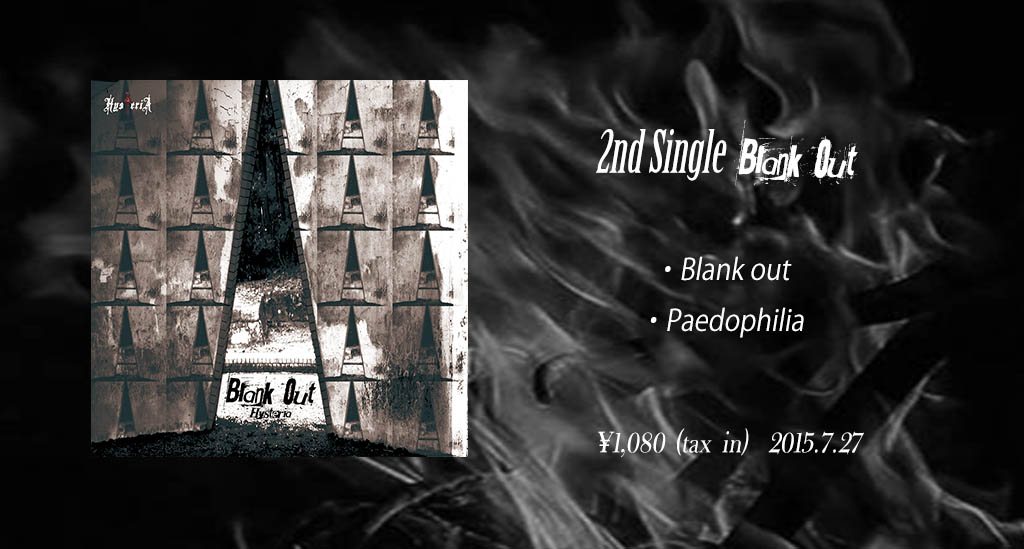 HysteriA
Blank Out
Hysteria
2nd Single Blank Out
・Blank out
・Paedophilia
¥1,080 (tax in) 2015.7.27